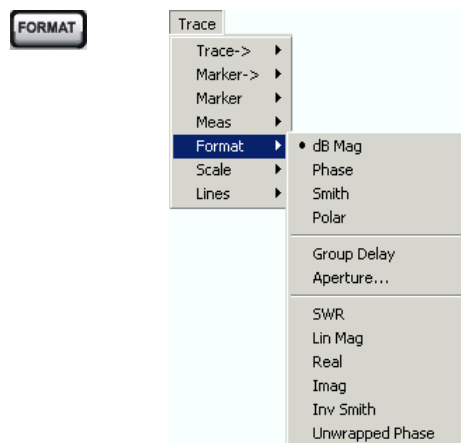 FORMAT
Trace
Trace->
Marker->
Marker
Meas
Format
Scale
Lines
dB Mag
Phase
Smith
Polar
Group Delay
Aperture...
SWR
Lin Mag
Real
Imag
Inv Smith
Unwrapped Phase